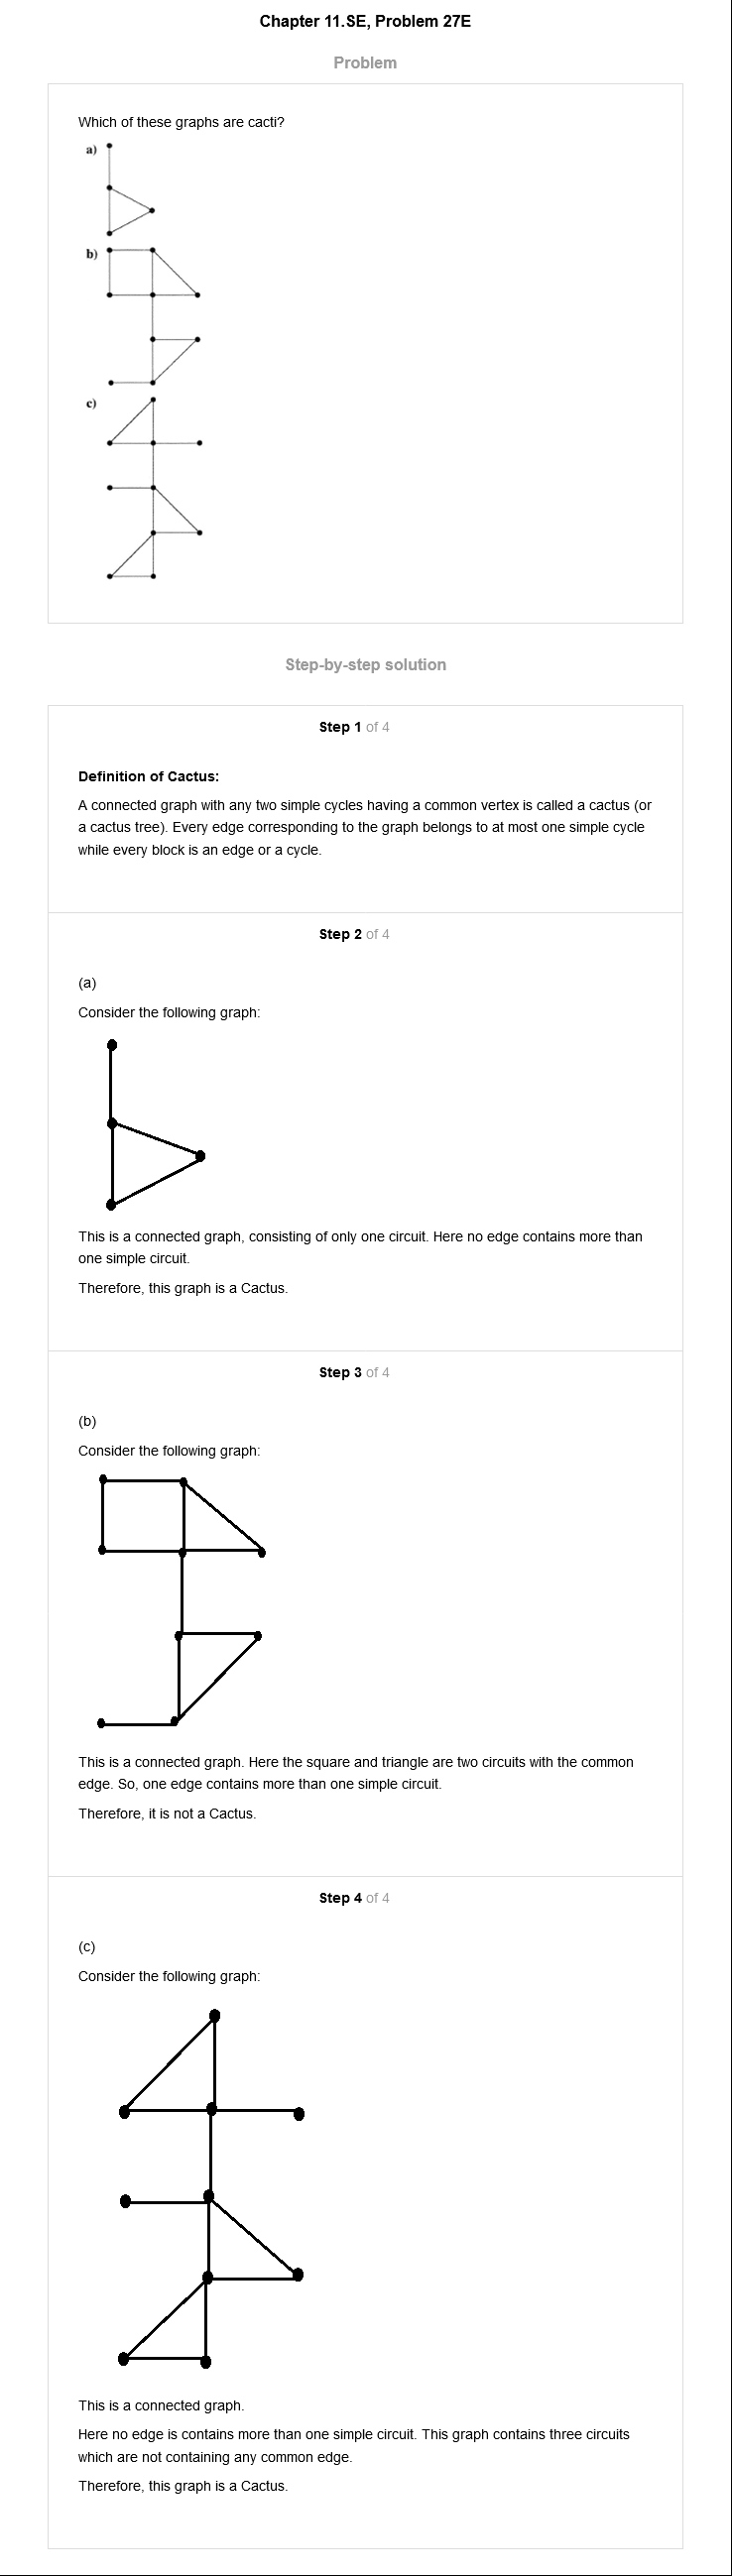 Chapter 11.SE, Problem 27E
Problem
Which of these graphs are cacti?
a)
b)
c)
Step-by-step solution
Step 1 of 4
Definition of Cactus:
A connected graph with any two simple cycles having a common vertex is called a cactus (or
a cactus tree). Every edge corresponding to the graph belongs to at most one simple cycle
while every block is an edge or a cycle.
Step 2 of 4
(a)
Consider the following graph:
This is a connected graph, consisting of only one circuit. Here no edge contains more than
one simple circuit.
Therefore, this graph is a Cactus.
Step 3 of 4
(b)
Consider the following graph:
This is a connected graph. Here the square and triangle are two circuits with the common
edge. So, one edge contains more than one simple circuit.
Therefore, it is not a Cactus.
Step 4 of 4
(c)
Consider the following graph:
This is a connected graph.
Here no edge is contains more than one simple circuit. This graph contains three circuits
which are not containing any common edge.
Therefore, this graph is a Cactus.